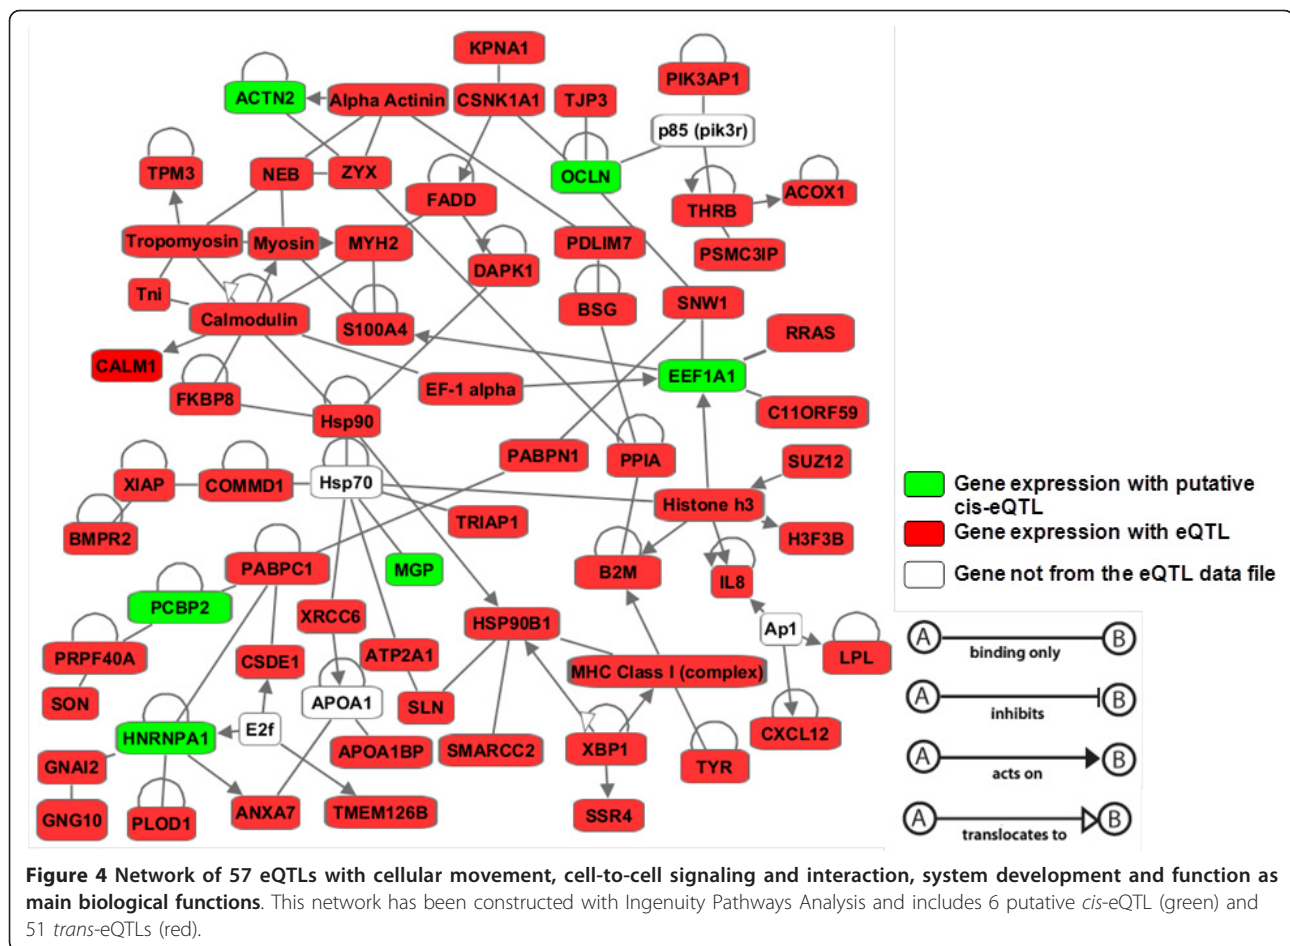 KPNA1
ACTN2
Alpha Actinin
CSNK1A1
TJP3
PIK3AP1
p85 (pik3r)
TPM3
NEB
ZYX
FADD
OCLN
THRB
ACOX1
Tropomyosin
Myosin
MYH2
DAPK1
PDLIM7
PSMC3IP
Tni
Calmodulin
S100A4
BSG
SNW1
RRAS
CALM1
FKBP8
EF-1 alpha
EEF1A1
C11ORF59
Hsp90
PABPN1
PPIA
SUZ12
XIAP
COMMD1
Hsp70
TRIAP1
Histone h3
H3F3B
BMPR2
PABPC1
MGP
B2M
IL8
PCBP2
XRCC6
HSP90B1
Ap1
LPL
PRPF40A
CSDE1
ATP2A1
MHC Class I (complex)
SON
APOA1
SLN
CXCL12
HNRNPA1
E2f
APOA1BP
SMARCC2
XBP1
TYR
GNAI2
GNG10
PLOD1
ANXA7
TMEM126B
SSR4
Gene expression with putative
cis-eQTL
Gene expression with eQTL
Gene not from the eQTL data file
A B
binding only
A B
inhibits
A B
acts on
A B
translocates to
Figure 4 Network of 57 eQTLs with cellular movement, cell-to-cell signaling and interaction, system development and function as
main biological functions. This network has been constructed with Ingenuity Pathways Analysis and includes 6 putative cis-eQTL (green) and
51 trans-eQTLs (red).